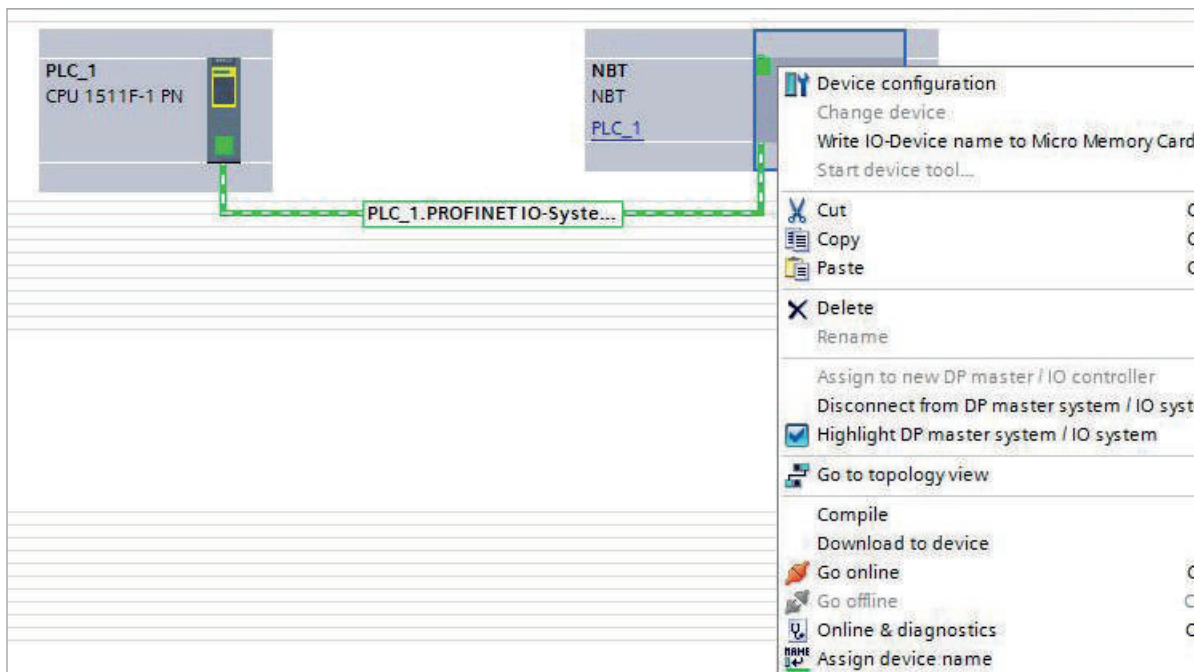 PLC_1
CPU 1511F-1 PN
NBT
NBT
PLC_1
PLC_1.PROFINET IO-Syste...
Device configuration
Change device
Write IO-Device name to Micro Memory Card
Start device tool...
Cut
Copy
Paste
Delete
Rename
Assign to new DP master / IO controller
Disconnect from DP master system / IO syst
Highlight DP master system / IO system
Go to topology view
Compile
Download to device
Go online
Go offline
Online & diagnostics
Assign device name